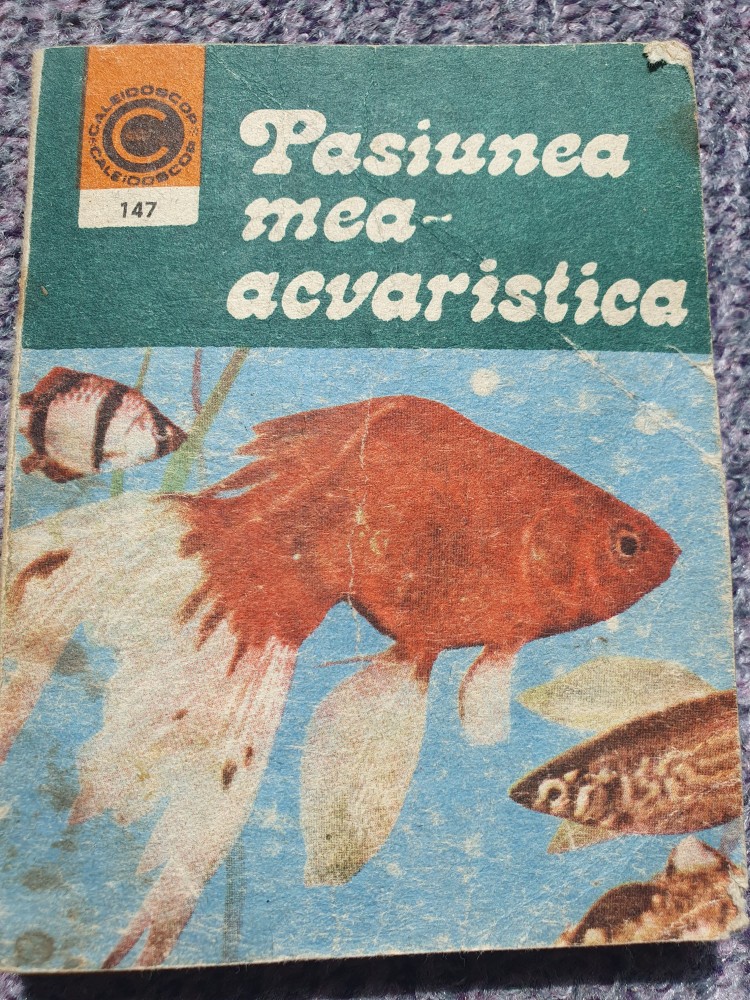 CALEIDOSCOP
CALEIDOSCOP
147
Pasiunea
mea-
acvaristica